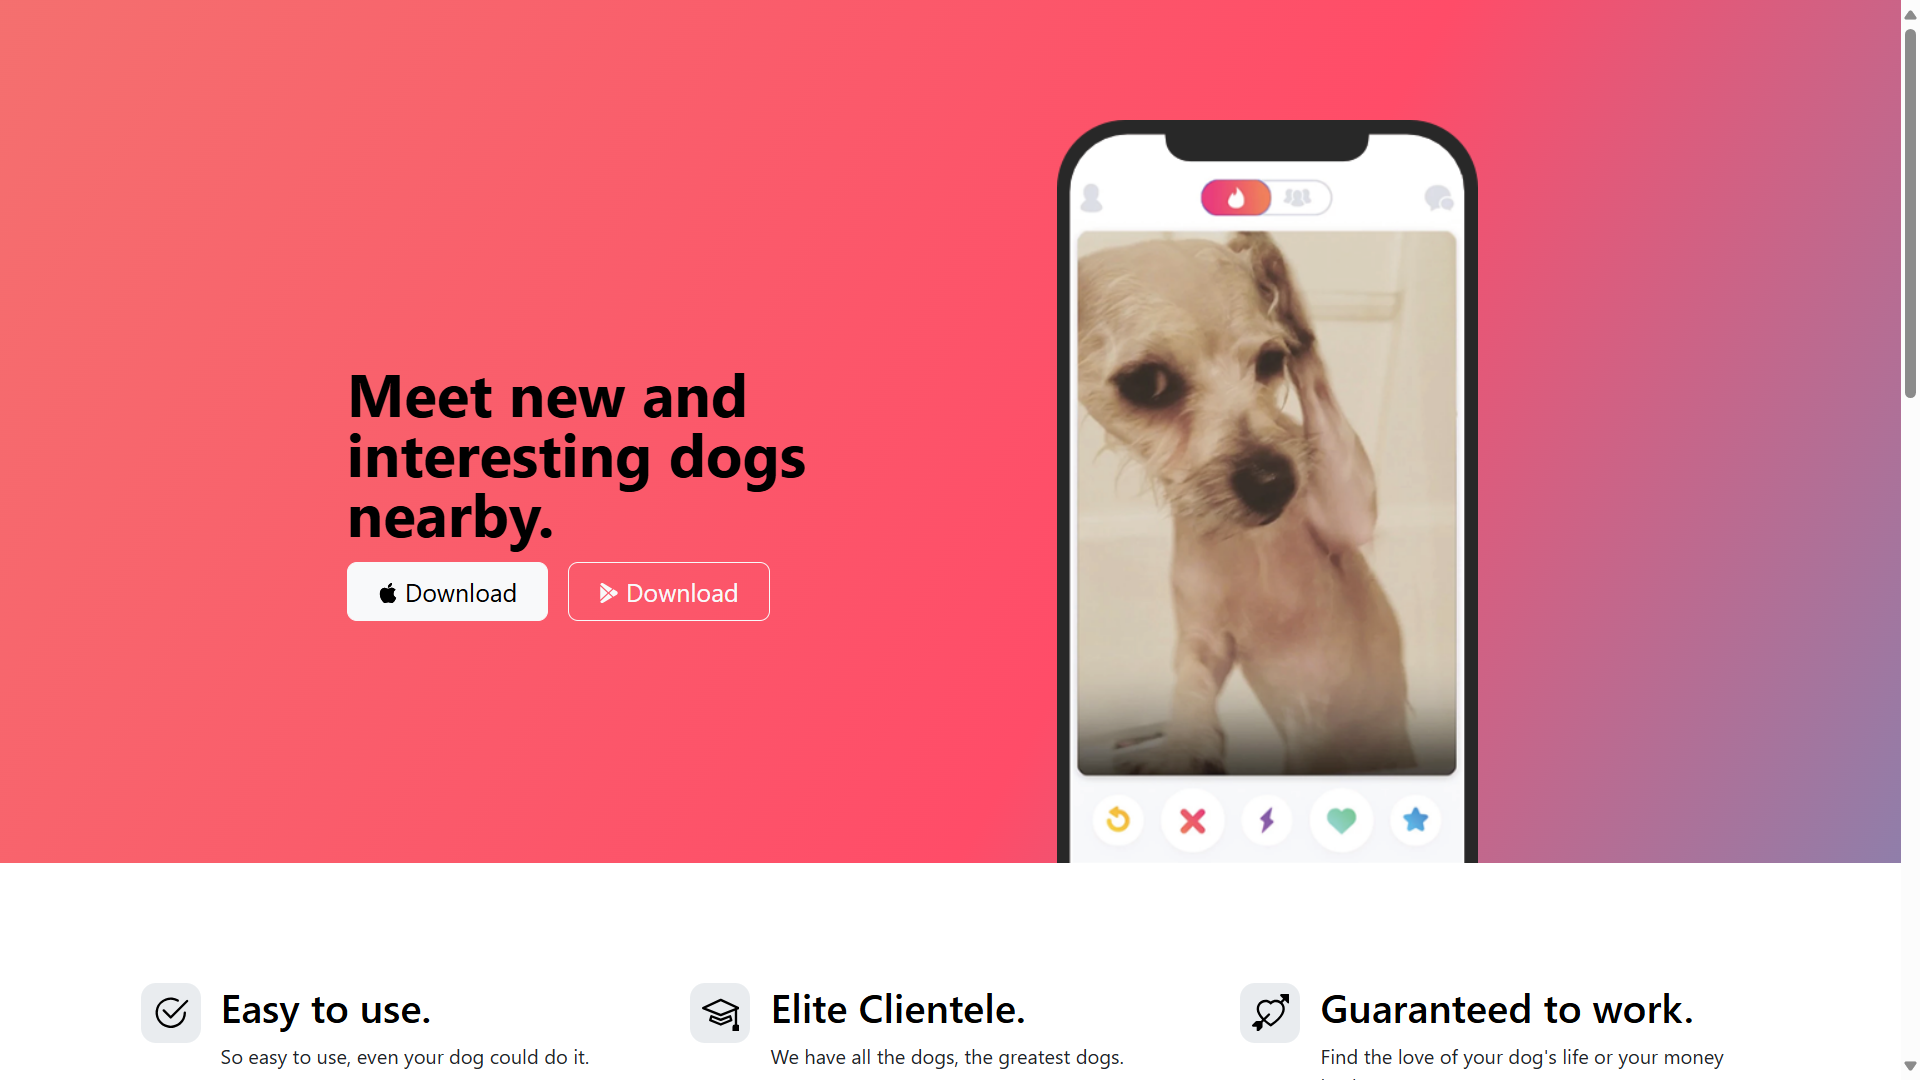 Meet new and
interesting dogs
nearby.
Download
Download
Easy to use.
So easy to use, even your dog could do it.
Elite Clientele.
We have all the dogs, the greatest dogs.
Guaranteed to work.
Find the love of your dog's life or your money